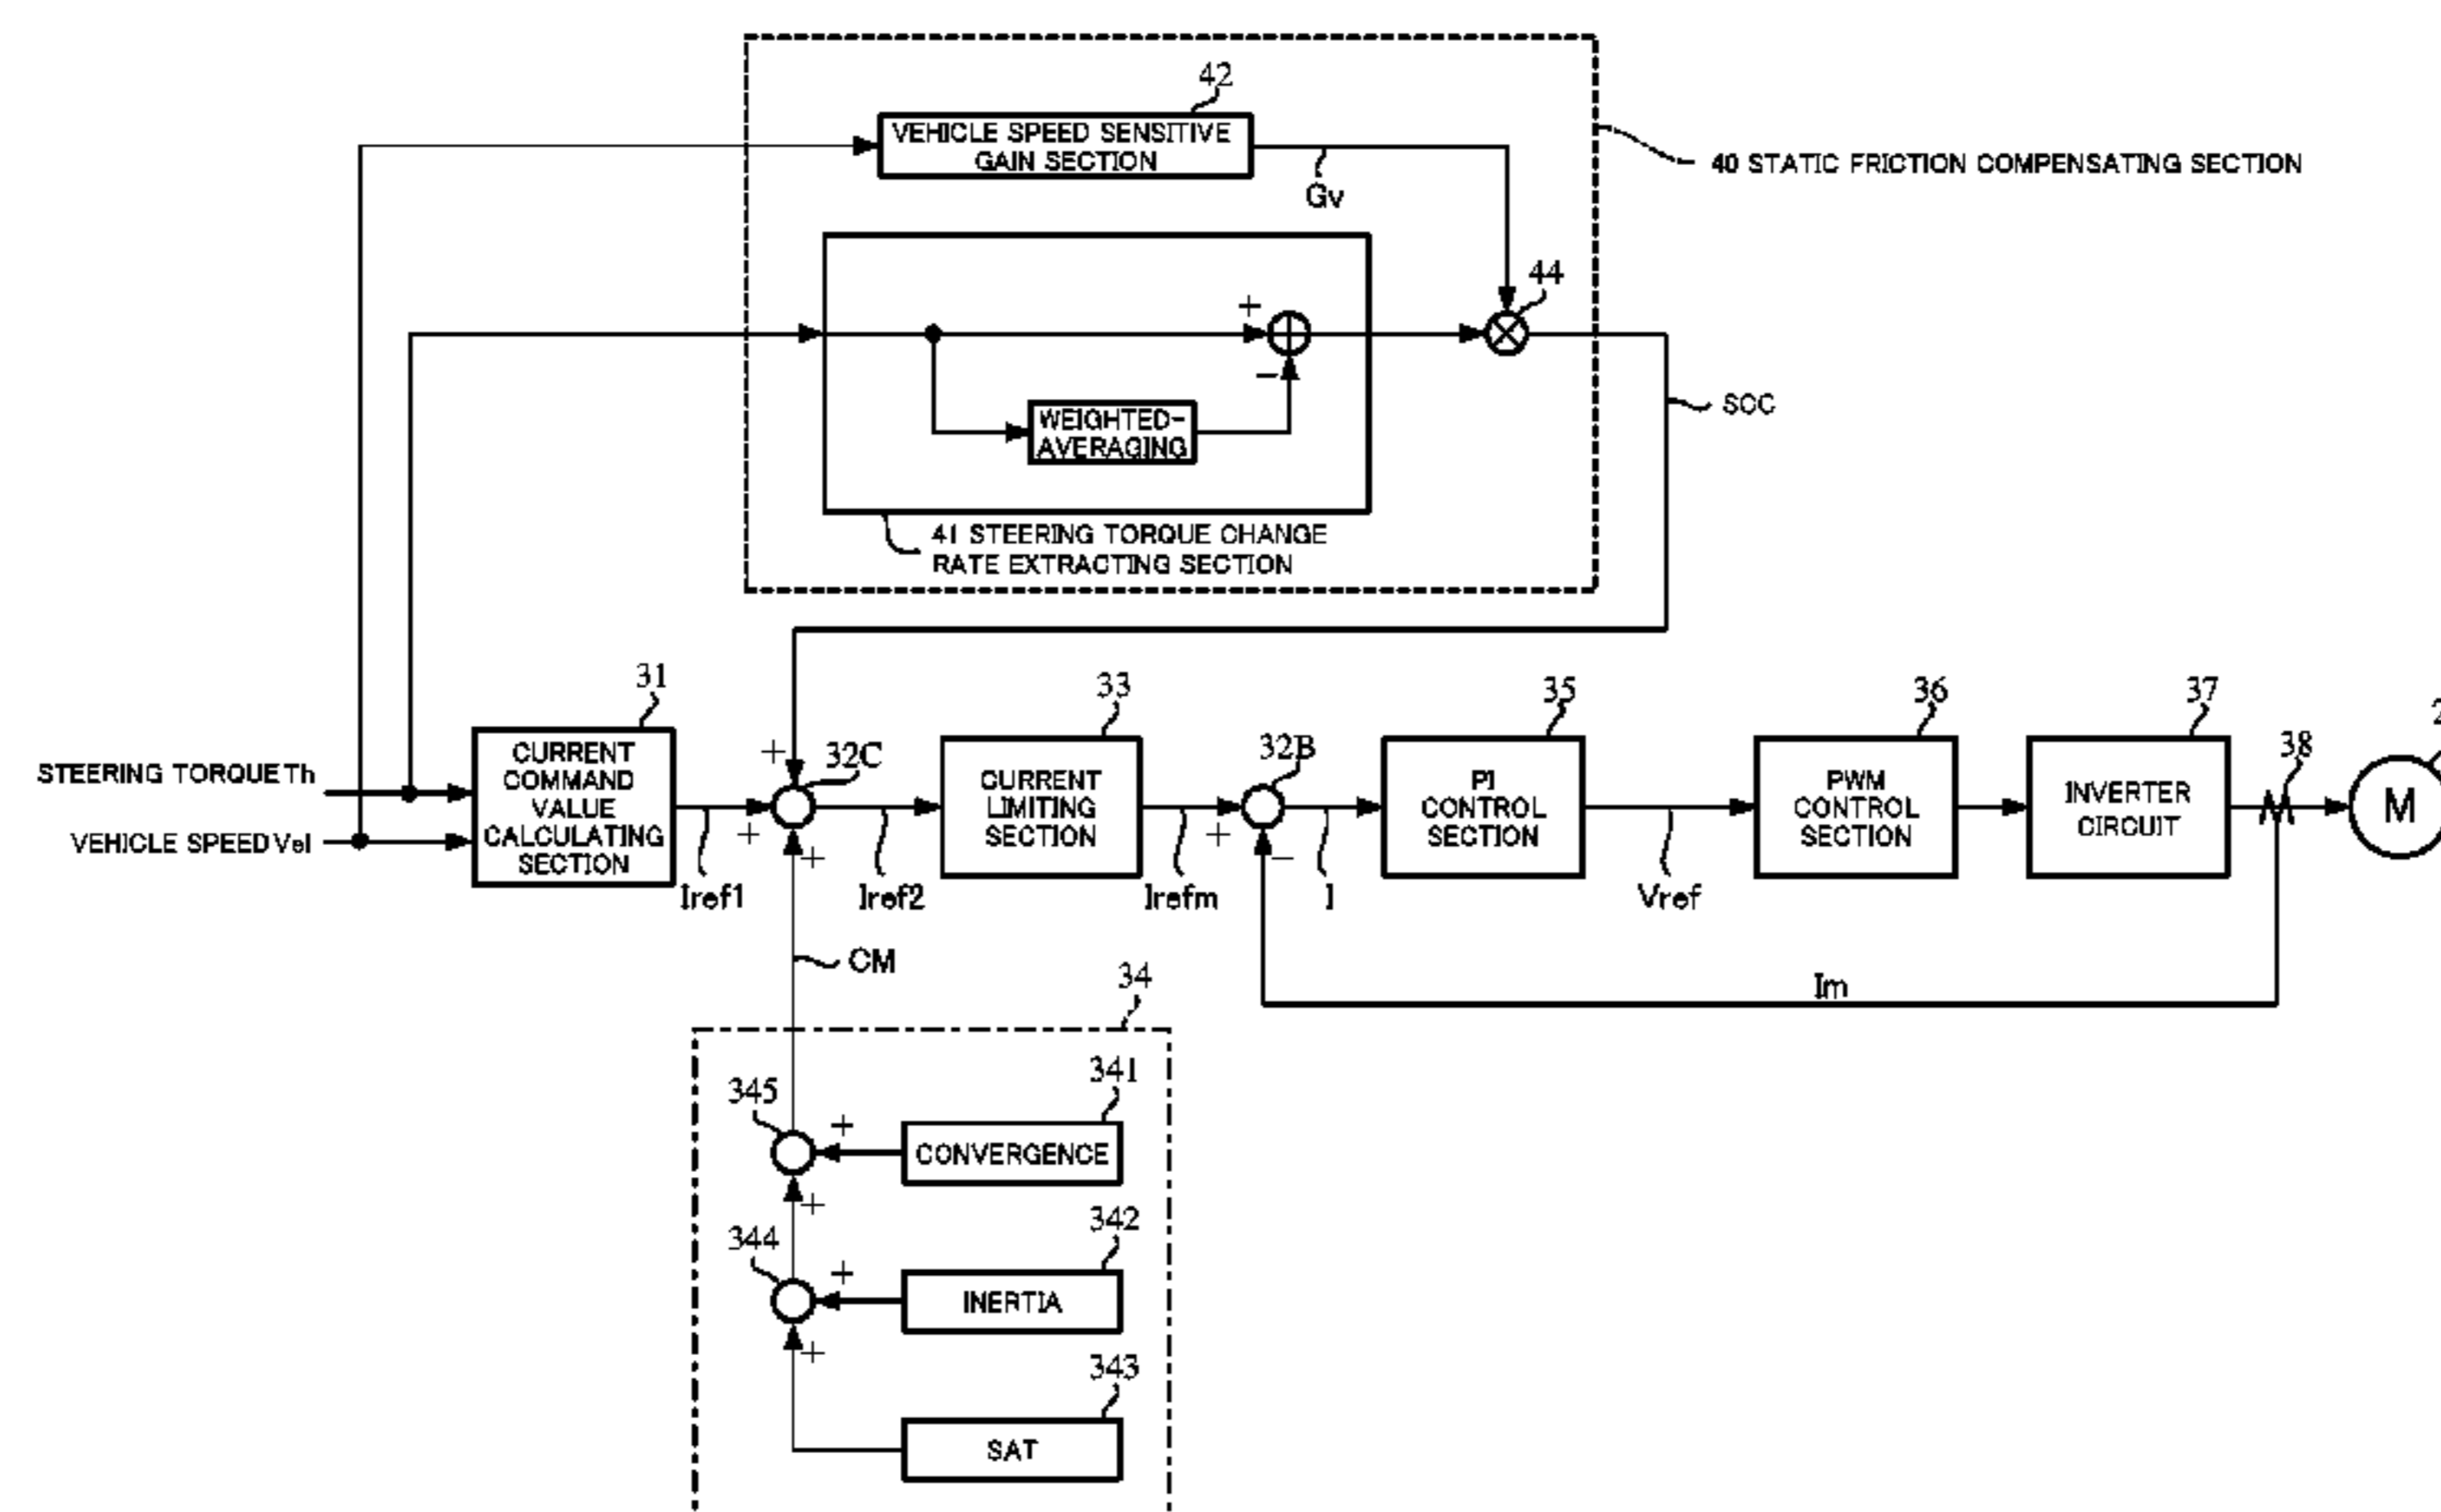 42
VEHICLE SPEED SENSITIVE
GAIN SECTION
Gv
40 STATIC FRICTION COMPENSATING SECTION
44
+
−
WEIGHTED-
AVERAGING
SCC
41 STEERING TORQUE CHANGE
RATE EXTRACTING SECTION
STEERING TORQUE Th
VEHICLE SPEED Vel
31
CURRENT
COMMAND
VALUE
CALCULATING
SECTION
Iref1
+
+
+
32C
Iref2
33
CURRENT
LIMITING
SECTION
Irefm
32B
+
−
I
35
PI
CONTROL
SECTION
Vref
36
PWM
CONTROL
SECTION
37
INVERTER
CIRCUIT
38
M
2
Im
CM
34
345
+
+
341
CONVERGENCE
344
+
+
342
INERTIA
343
SAT